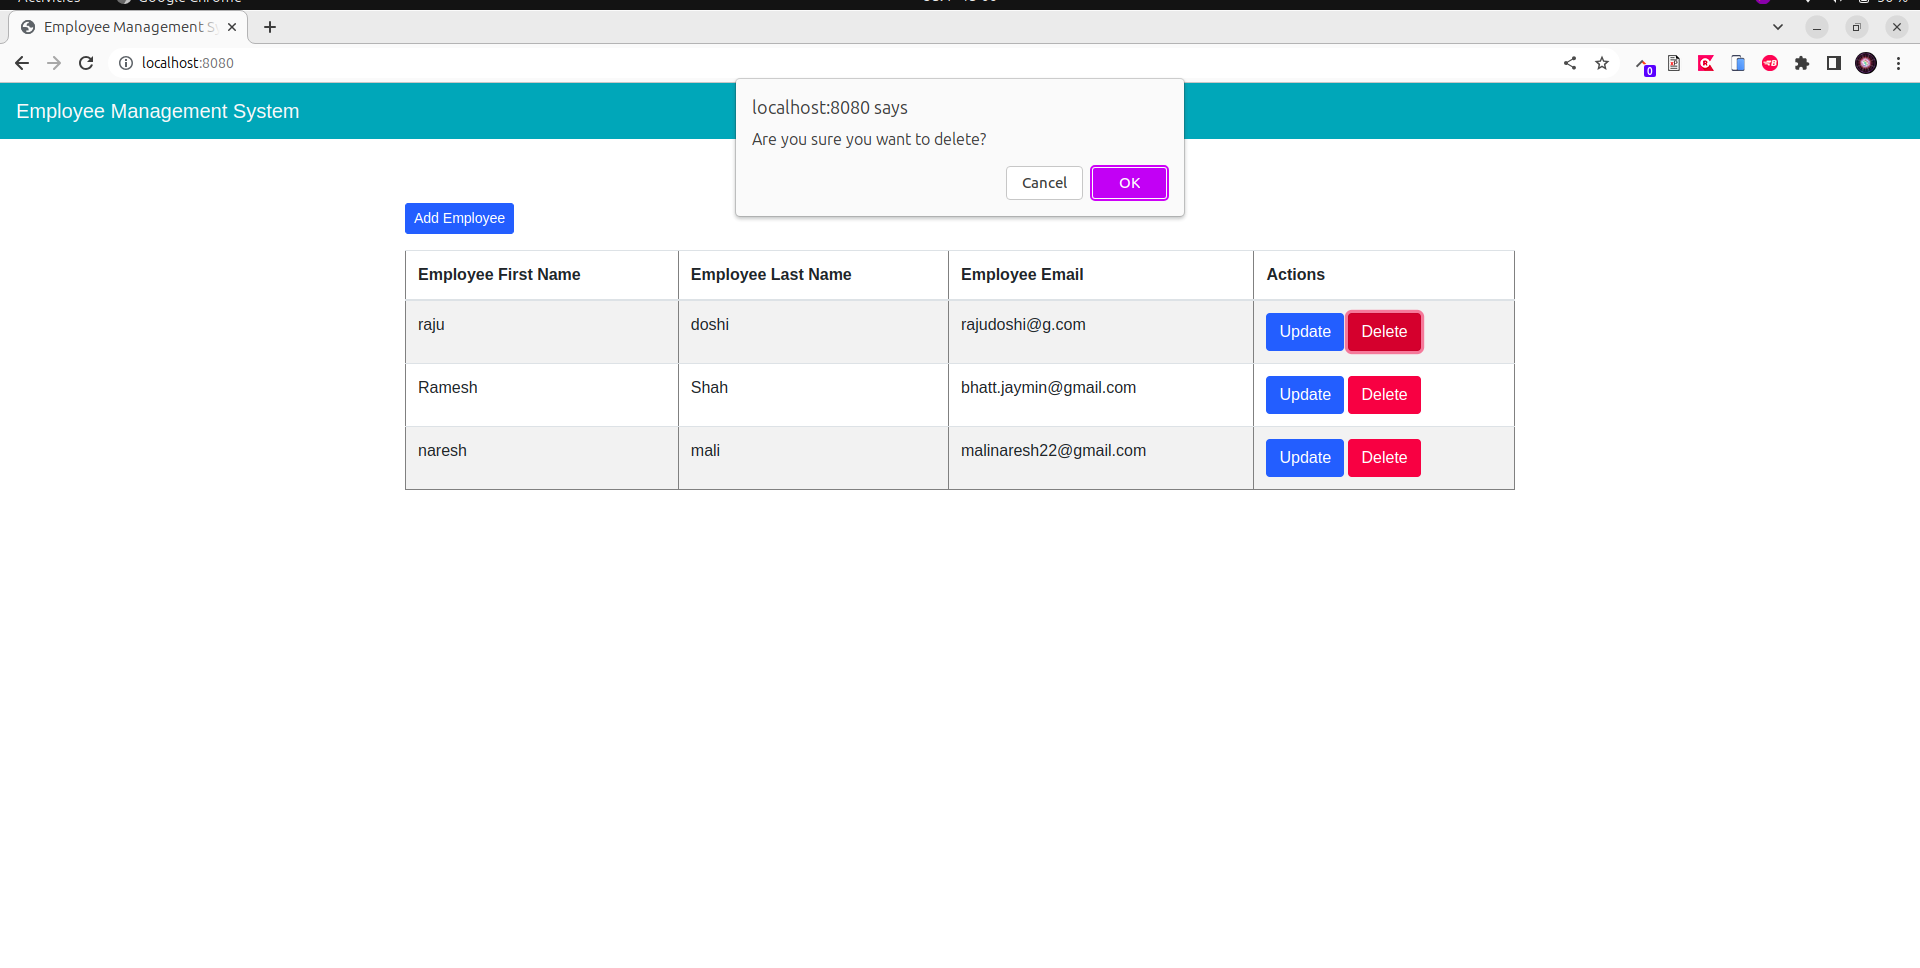 Employee Management S
localhost:8080
0
Employee Management System
localhost:8080 says
Are you sure you want to delete?
Cancel OK
Add Employee
Employee First Name Employee Last Name Employee Email Actions
raju doshi rajudoshi@g.com Update Delete
Ramesh Shah bhatt.jaymin@gmail.com Update Delete
naresh mali malinaresh22@gmail.com Update Delete